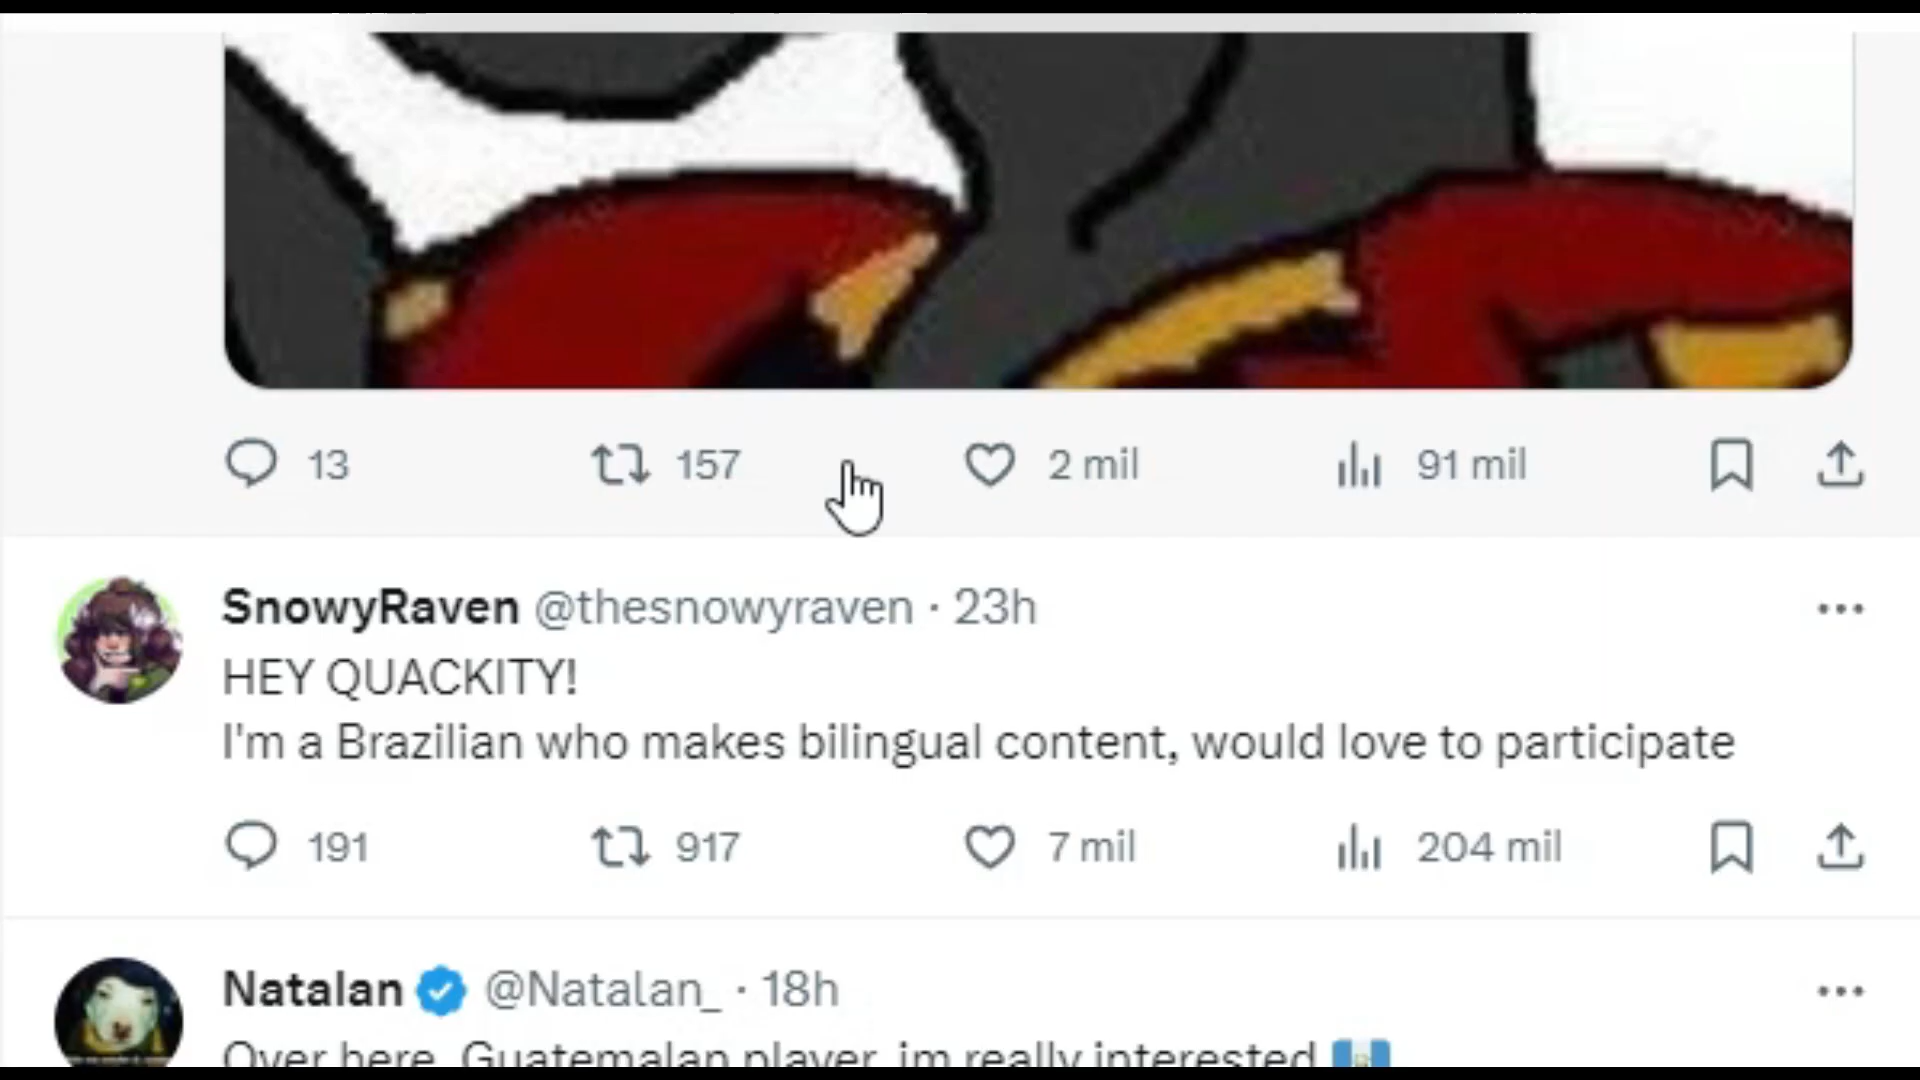 13 157 2 mil 91 mil
SnowyRaven @thesnowyraven · 23h
HEY QUACKITY!
I'm a Brazilian who makes bilingual content, would love to participate
191 917 7 mil 204 mil
Natalan @Natalan_ · 18h
Over here, Guatemalan player, im really interested 🇬🇹